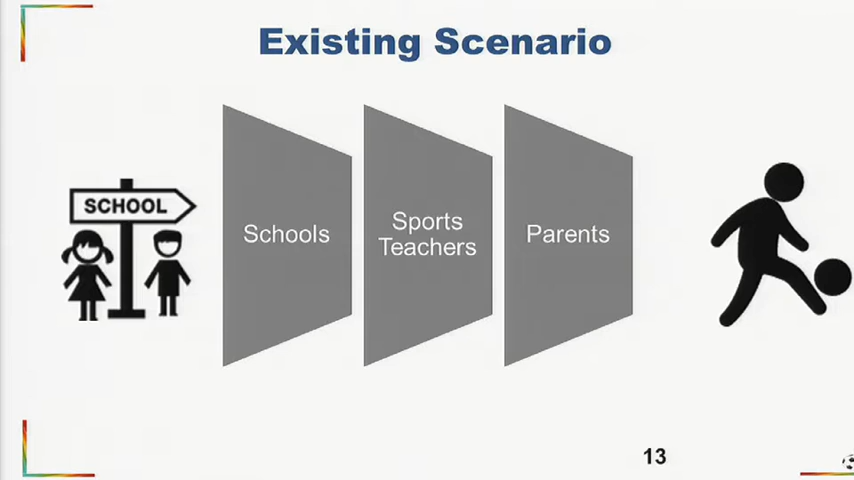 Existing Scenario
SCHOOL
Schools
Sports
Teachers
Parents
13